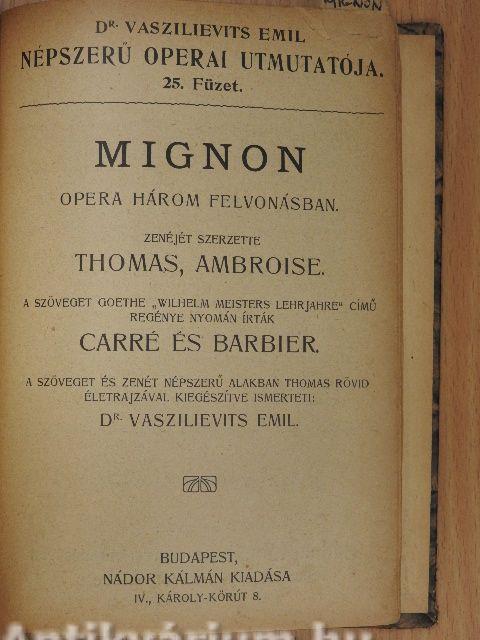 MIGNON
DR. VASZILIEVITS EMIL
NÉPSZERŰ OPERAI UTMUTATÓJA.
25. Füzet.
MIGNON
OPERA HÁROM FELVONÁSBAN.
ZENÉJÉT SZERZETTE
THOMAS, AMBROISE.
A SZÖVEGET GOETHE „WILHELM MEISTERS LEHRJAHRE" CÍMŰ
REGÉNYE NYOMÁN ÍRTÁK
CARRÉ ÉS BARBIER.
A SZÖVEGET ÉS ZENÉT NÉPSZERŰ ALAKBAN THOMAS RÖVID
ÉLETRAJZÁVAL KIEGÉSZÍTVE ISMERTETI:
DR. VASZILIEVITS EMIL.
BUDAPEST,
NÁDOR KÁLMÁN KIADÁSA
IV., KÁROLY-KÖRÚT 8.
Antikvárium.hu